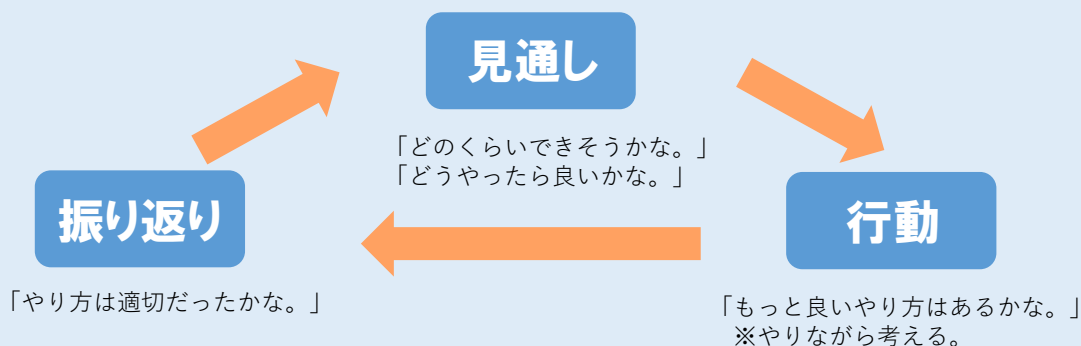 見通し
「どのくらいできそうかな。」
「どうやったら良いかな。」
行動
「もっと良いやり方はあるかな。」
※やりながら考える。
振り返り
「やり方は適切だったかな。」